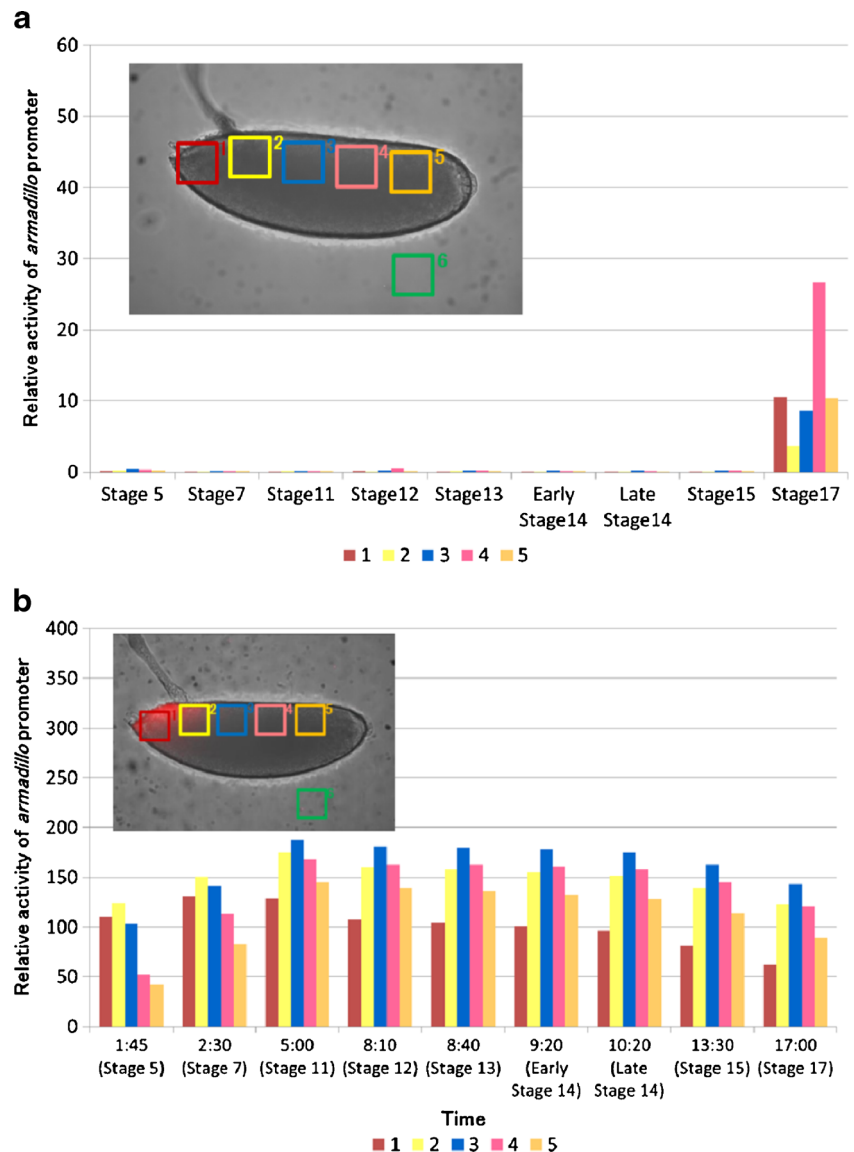 a
Relative activity of armadillo promoter
60
50
40
30
20
10
0
1
2
3
4
5
6
Stage 5 Stage7 Stage11 Stage12 Stage13 Early Stage14 Late Stage14 Stage15 Stage17
1 2 3 4 5
b
Relative activity of armadillo promoter
400
350
300
250
200
150
100
50
0
1
2
4
5
1:45 2:30 5:00 8:10 8:40 9:20 10:20 13:30 17:00
(Stage 5) (Stage 7) (Stage 11) (Stage 12) (Stage 13) (Early Stage 14) (Late Stage 14) (Stage 15) (Stage 17)
Time
1 2 3 4 5